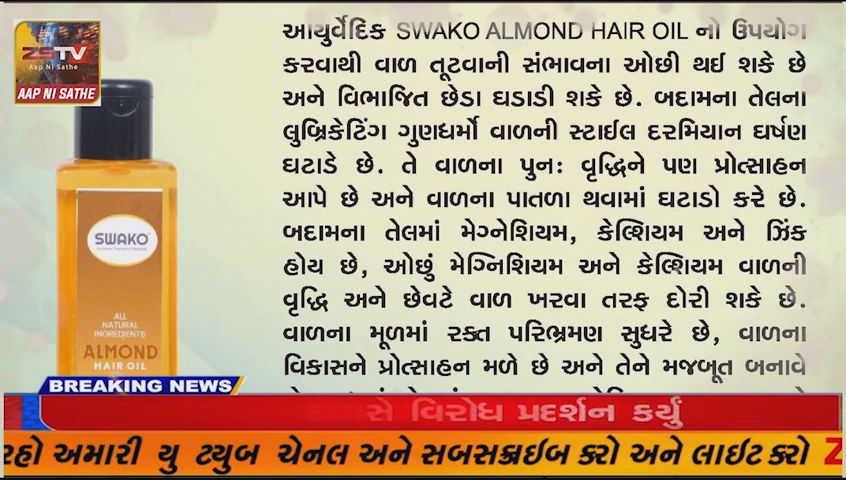 ZSTV
Aap Ni Sathe
AAP NI SATHE
આયુર્વેદિક SWAKO ALMOND HAIR OIL નો ઉપયોગ
કરવાથી વાળ તૂટવાની સંભાવના ઓછી થઈ શકે છે
અને વિભાજિત છેડા ઘડાડી શકે છે. બદામના તેલના
લુબ્રિકેટિંગ ગુણધર્મો વાળની સ્ટાઈલ દરમિયાન ઘર્ષણ
ઘટાડે છે. તે વાળના પુનઃ વૃદ્ધિને પણ પ્રોત્સાહન
આપે છે અને વાળના પાતળા થવામાં ઘટાડો કરે છે.
બદામના તેલમાં મેગ્નેશિયમ, કેલ્શિયમ અને ઝિંક
હોય છે, ઓછું મેગ્નિશિયમ અને કેલ્શિયમ વાળની
વૃદ્ધિ અને છેવટે વાળ ખરવા તરફ દોરી શકે છે.
વાળના મૂળમાં રક્ત પરિભ્રમણ સુધરે છે, વાળના
વિકાસને પ્રોત્સાહન મળે છે અને તેને મજબૂત બનાવે
SWAKO
ALL
NATURAL
INGREDIENTS
ALMOND
HAIR OIL
BREAKING NEWS
વિરોધ પ્રદર્શન કર્યું
રહો અમારી યુ ટ્યુબ ચેનલ અને સબસ્ક્રાઇબ કરો અને લાઈટ કરો Z